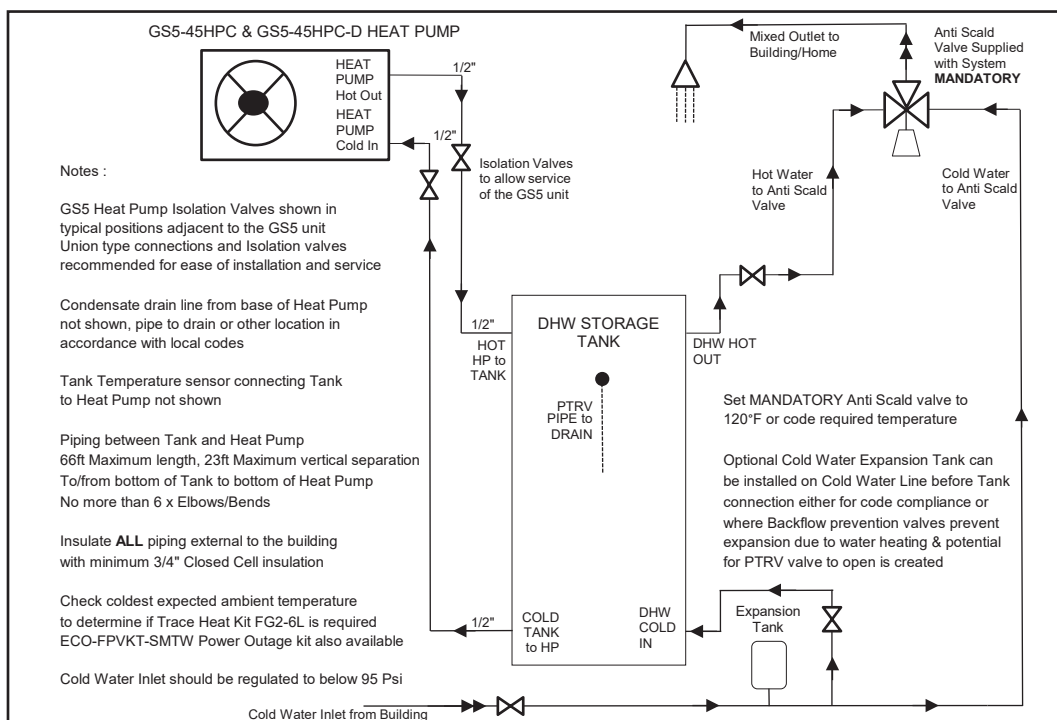 GS5-45HPC & GS5-45HPC-D HEAT PUMP
HEAT
PUMP
Hot Out
HEAT
PUMP
Cold In
1/2"
1/2"
Isolation Valves
to allow service
of the GS5 unit
Mixed Outlet to
Building/Home
Anti Scald
Valve Supplied
with System
MANDATORY
Hot Water
to Anti Scald
Valve
Cold Water
to Anti Scald
Valve
Notes :
GS5 Heat Pump Isolation Valves shown in
typical positions adjacent to the GS5 unit
Union type connections and Isolation valves
recommended for ease of installation and service
Condensate drain line from base of Heat Pump
not shown, pipe to drain or other location in
accordance with local codes
Tank Temperature sensor connecting Tank
to Heat Pump not shown
Piping between Tank and Heat Pump
66ft Maximum length, 23ft Maximum vertical separation
To/from bottom of Tank to bottom of Heat Pump
No more than 6 x Elbows/Bends
Insulate ALL piping external to the building
with minimum 3/4" Closed Cell insulation
Check coldest expected ambient temperature
to determine if Trace Heat Kit FG2-6L is required
ECO-FPVKT-SMTW Power Outage kit also available
Cold Water Inlet should be regulated to below 95 Psi
1/2"
HOT
HP to
TANK
DHW STORAGE
TANK
DHW HOT
OUT
PTRV
PIPE to
DRAIN
Set MANDATORY Anti Scald valve to
120°F or code required temperature
Optional Cold Water Expansion Tank can
be installed on Cold Water Line before Tank
connection either for code compliance or
where Backflow prevention valves prevent
expansion due to water heating & potential
for PTRV valve to open is created
1/2"
COLD
TANK
to HP
DHW
COLD
IN
Expansion
Tank
Cold Water Inlet from Building